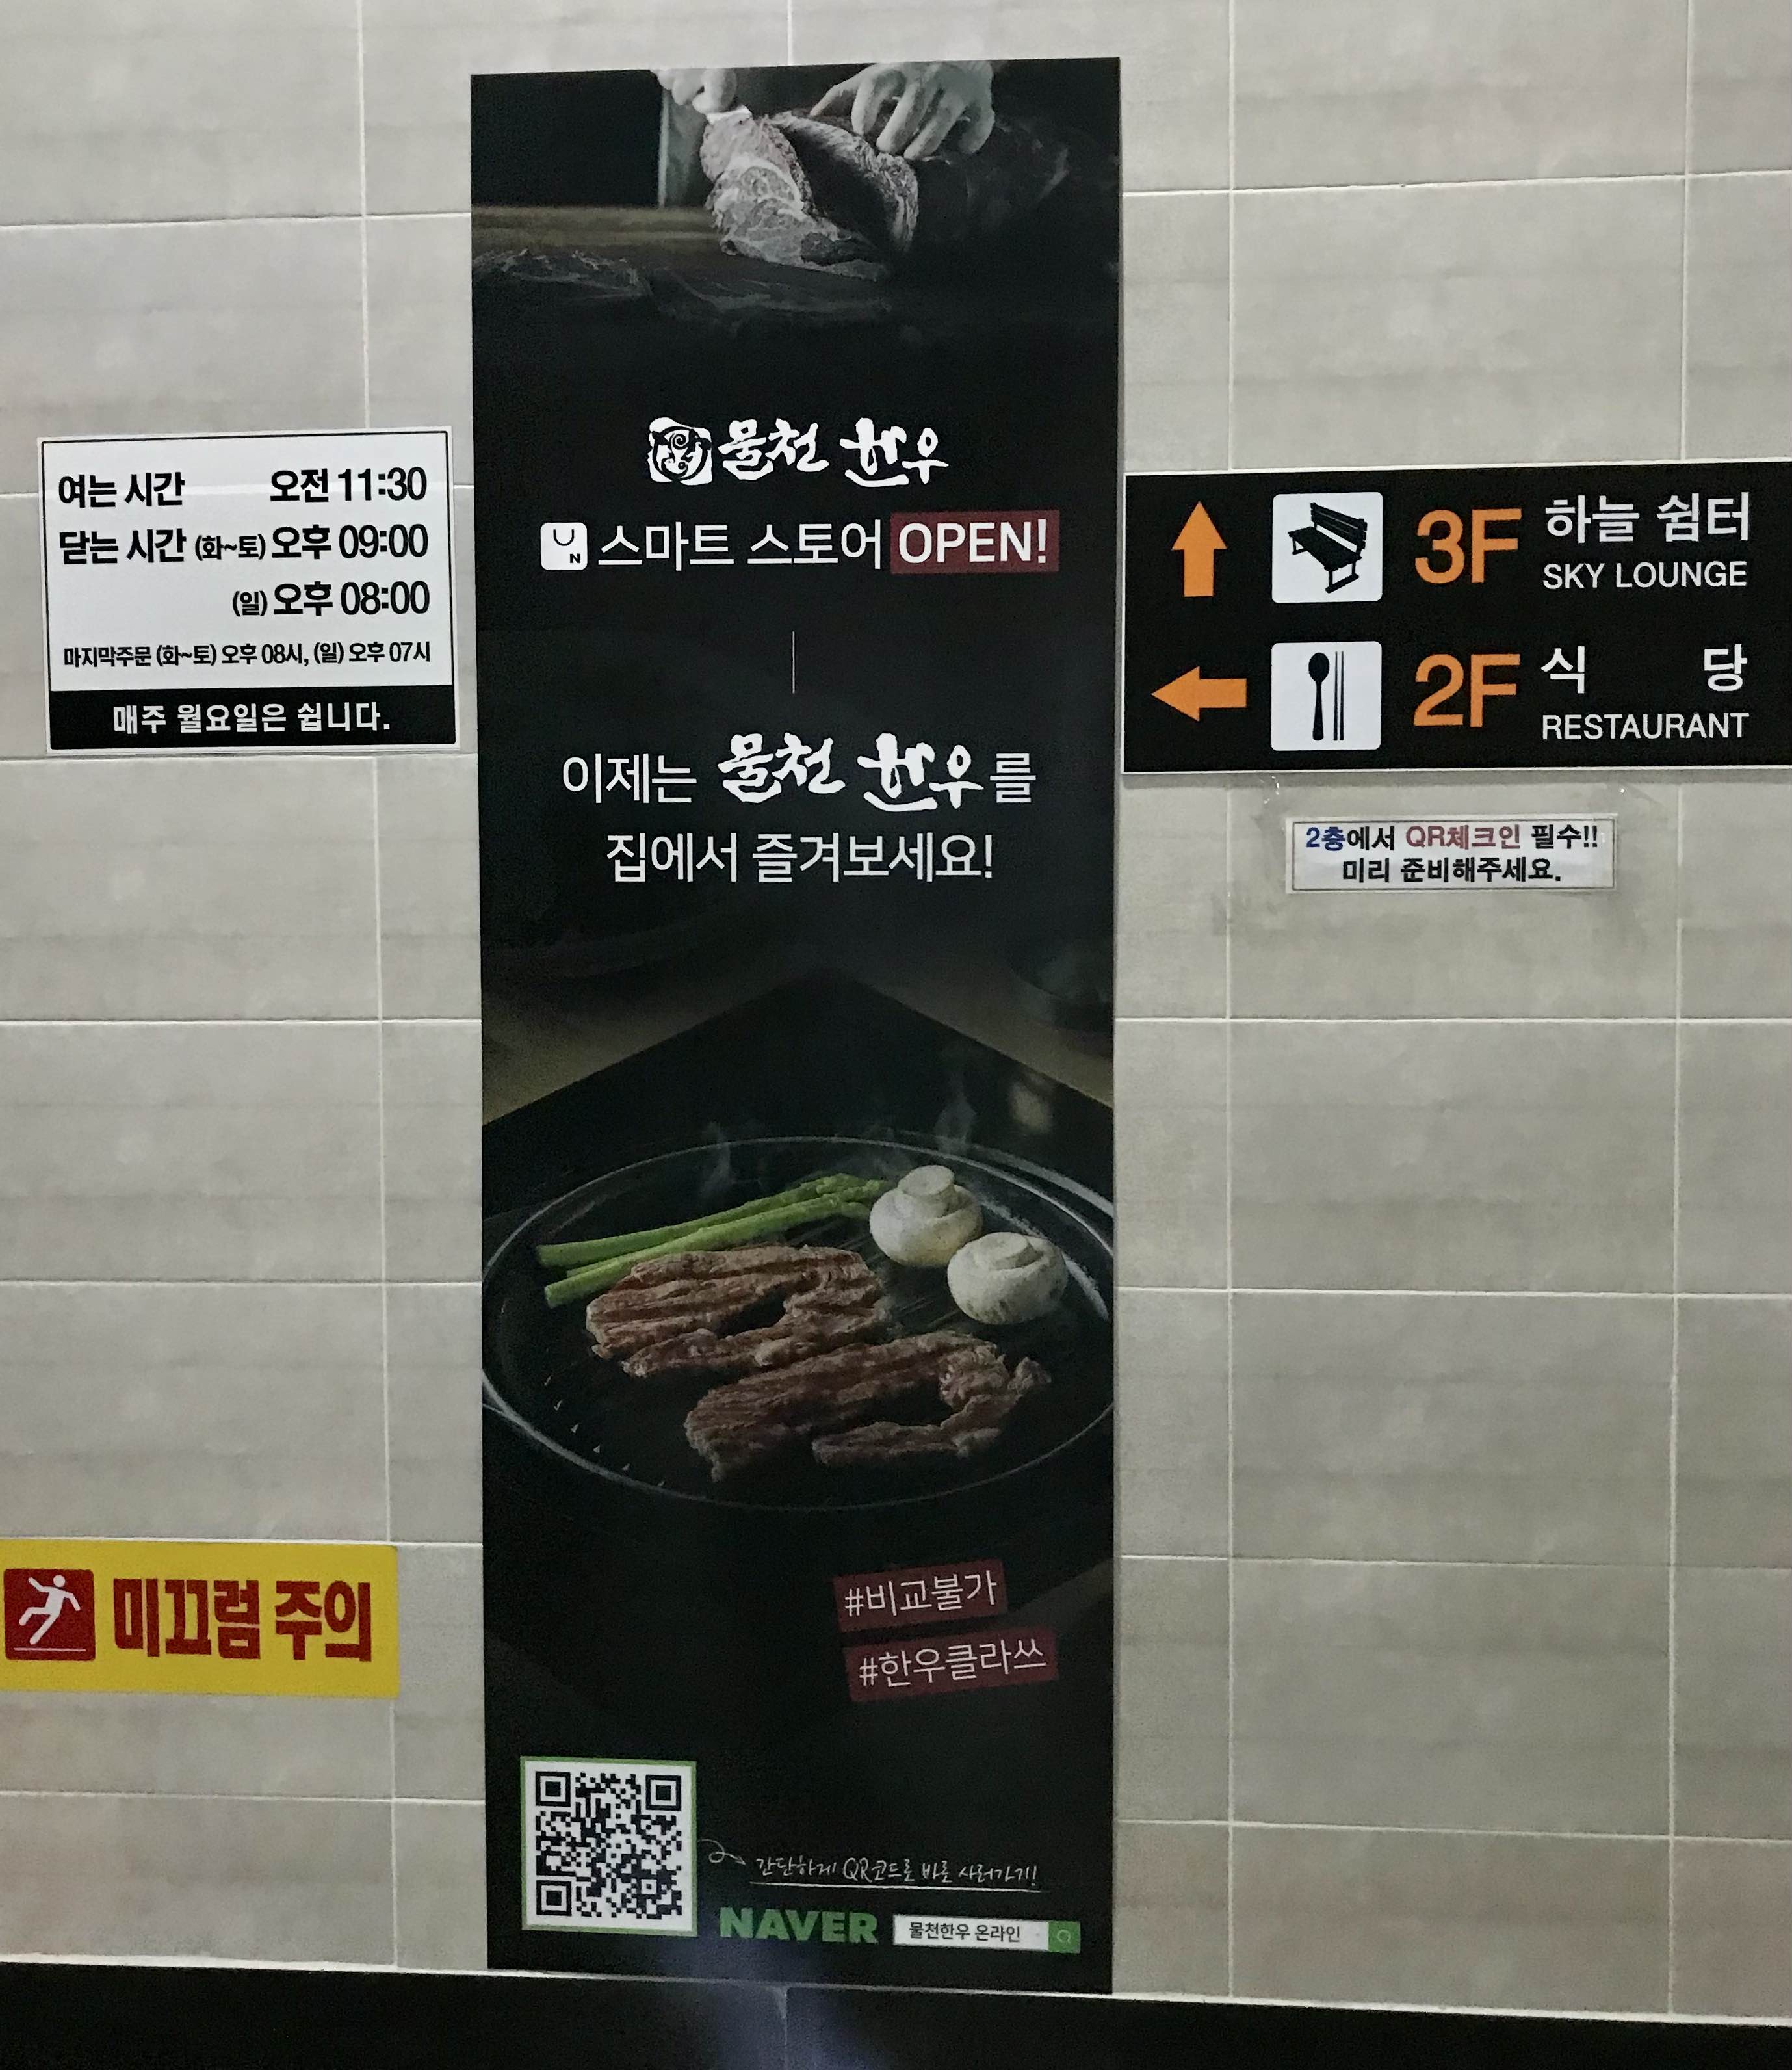 여는 시간 오전 11:30
닫는 시간 (화~토) 오후 09:00
(일) 오후 08:00
마지막주문 (화~토) 오후 08시, (일) 오후 07시
매주 월요일은 쉽니다.
미끄럼 주의
물천 한우
N 스마트 스토어 OPEN!
이제는 물천 한우를
집에서 즐겨보세요!
#비교불가
#한우클라쓰
간단하게 QR코드로 바로 사러가기!
NAVER 물천한우 온라인
3F 하늘 쉼터
SKY LOUNGE
2F 식 당
RESTAURANT
2층에서 QR체크인 필수!!
미리 준비해주세요.